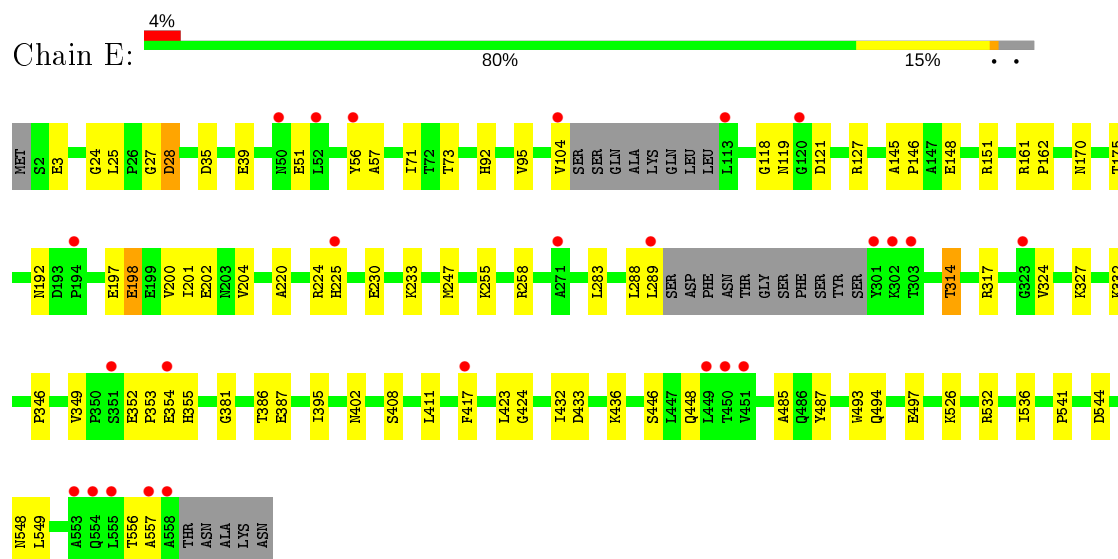 4%
Chain E:
80% 15% • •
MET S2 E3 G24 L25 P26 G27 D28 D35 E39 N50 E51 L52 Y56 A57 I71 T72 T73 H92 V95 V104 SER SER GLN ALA LYS GLN LEU LEU L113 G118 N119 G120 D121 R127 A145 P146 A147 E148 R151 R161 P162 N170 T175
N192 D193 P194 E197 E198 E199 V200 I201 E202 N203 V204 A220 R224 H225 E230 K233 M247 K255 R258 A271 L283 L288 L289 SER ASP PHE ASN THR GLY SER PHE SER TYR SER Y301 K302 T303 T314 R317 G323 V324 K327 K332
P346 V349 P350 S351 E352 P353 E354 H355 G381 T386 E387 I395 N402 S408 L411 F417 L423 G424 I432 D433 K436 S446 L447 Q448 L449 T450 V451 A485 Q486 Y487 W493 Q494 E497 K526 R532 I536 P541 D544
N548 L549 A553 Q554 L555 T556 A557 A558 THR ASN ALA LYS ASN